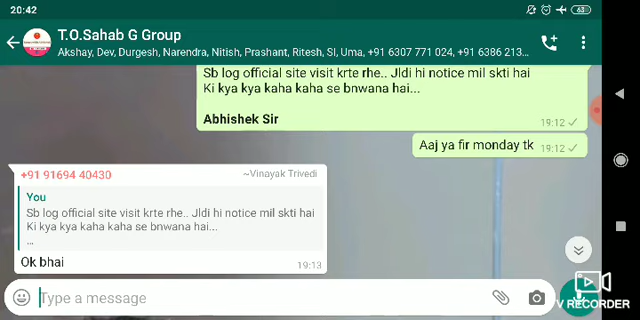 20:42
63
T.O.Sahab G Group
Akshay, Dev, Durgesh, Narendra, Nitish, Prashant, Ritesh, SI, Uma, +91 6307 771 024, +91 6386 213...
Sb log official site visit krte rhe.. Jldi hi notice mil skti hai
Ki kya kya kaha kaha se bnwana hai...
Abhishek Sir
19:12
Aaj ya fir monday tk
19:12
+91 91694 40430
~Vinayak Trivedi
You
Sb log official site visit krte rhe.. Jldi hi notice mil skti hai
Ki kya kya kaha kaha se bnwana hai...
...
Ok bhai
19:13
Type a message
V RECORDER